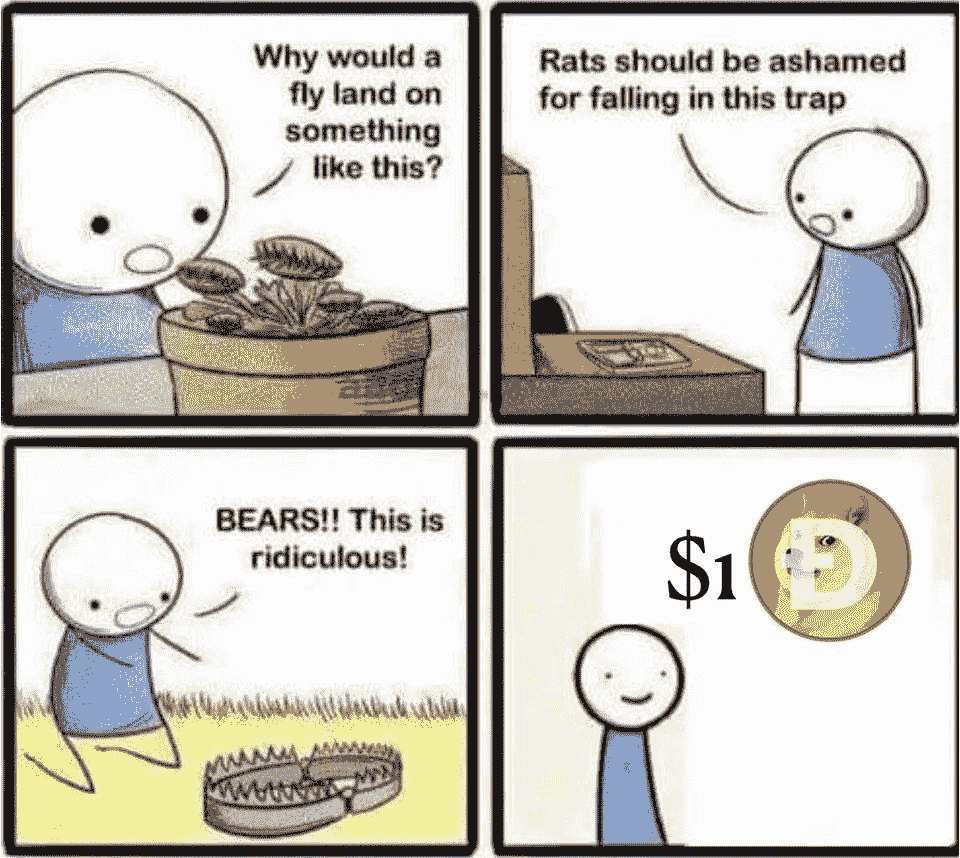 Why would a
fly land on
something
like this?
Rats should be ashamed
for falling in this trap
BEARS!! This is
ridiculous!
$1
D